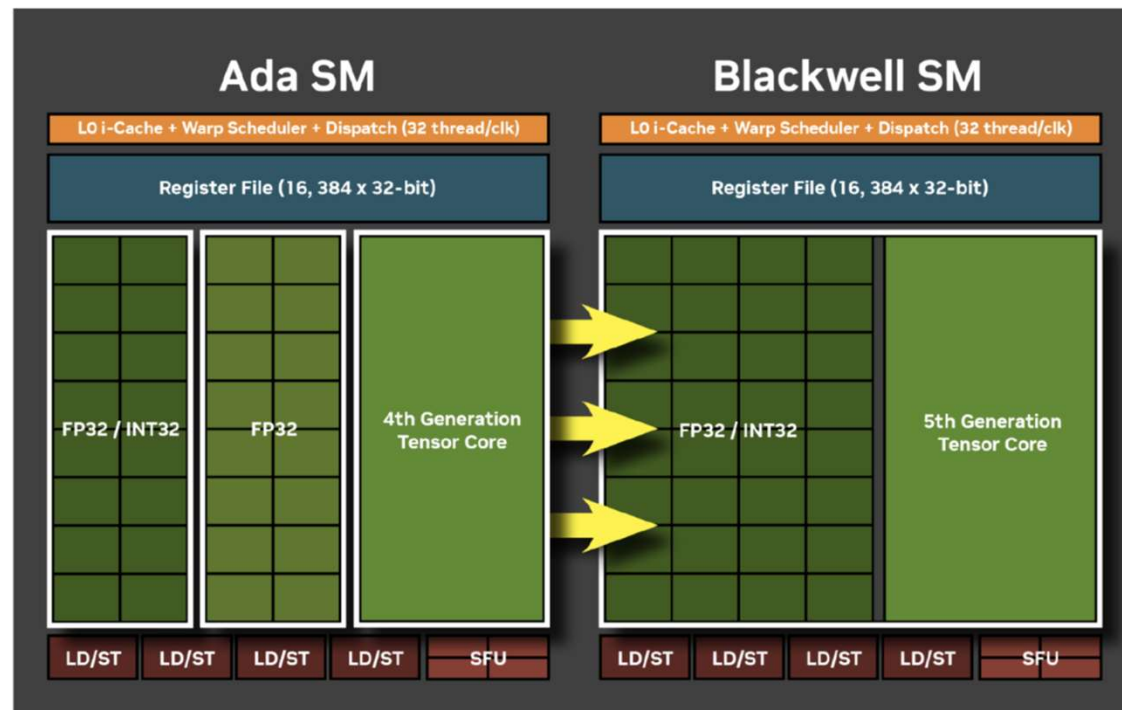 Ada SM
L0 i-Cache + Warp Scheduler + Dispatch (32 thread/clk)
Register File (16, 384 x 32-bit)
FP32 / INT32
FP32
4th Generation
Tensor Core
LD/ST
LD/ST
LD/ST
LD/ST
SFU
Blackwell SM
L0 i-Cache + Warp Scheduler + Dispatch (32 thread/clk)
Register File (16, 384 x 32-bit)
FP32 / INT32
5th Generation
Tensor Core
LD/ST
LD/ST
LD/ST
LD/ST
SFU